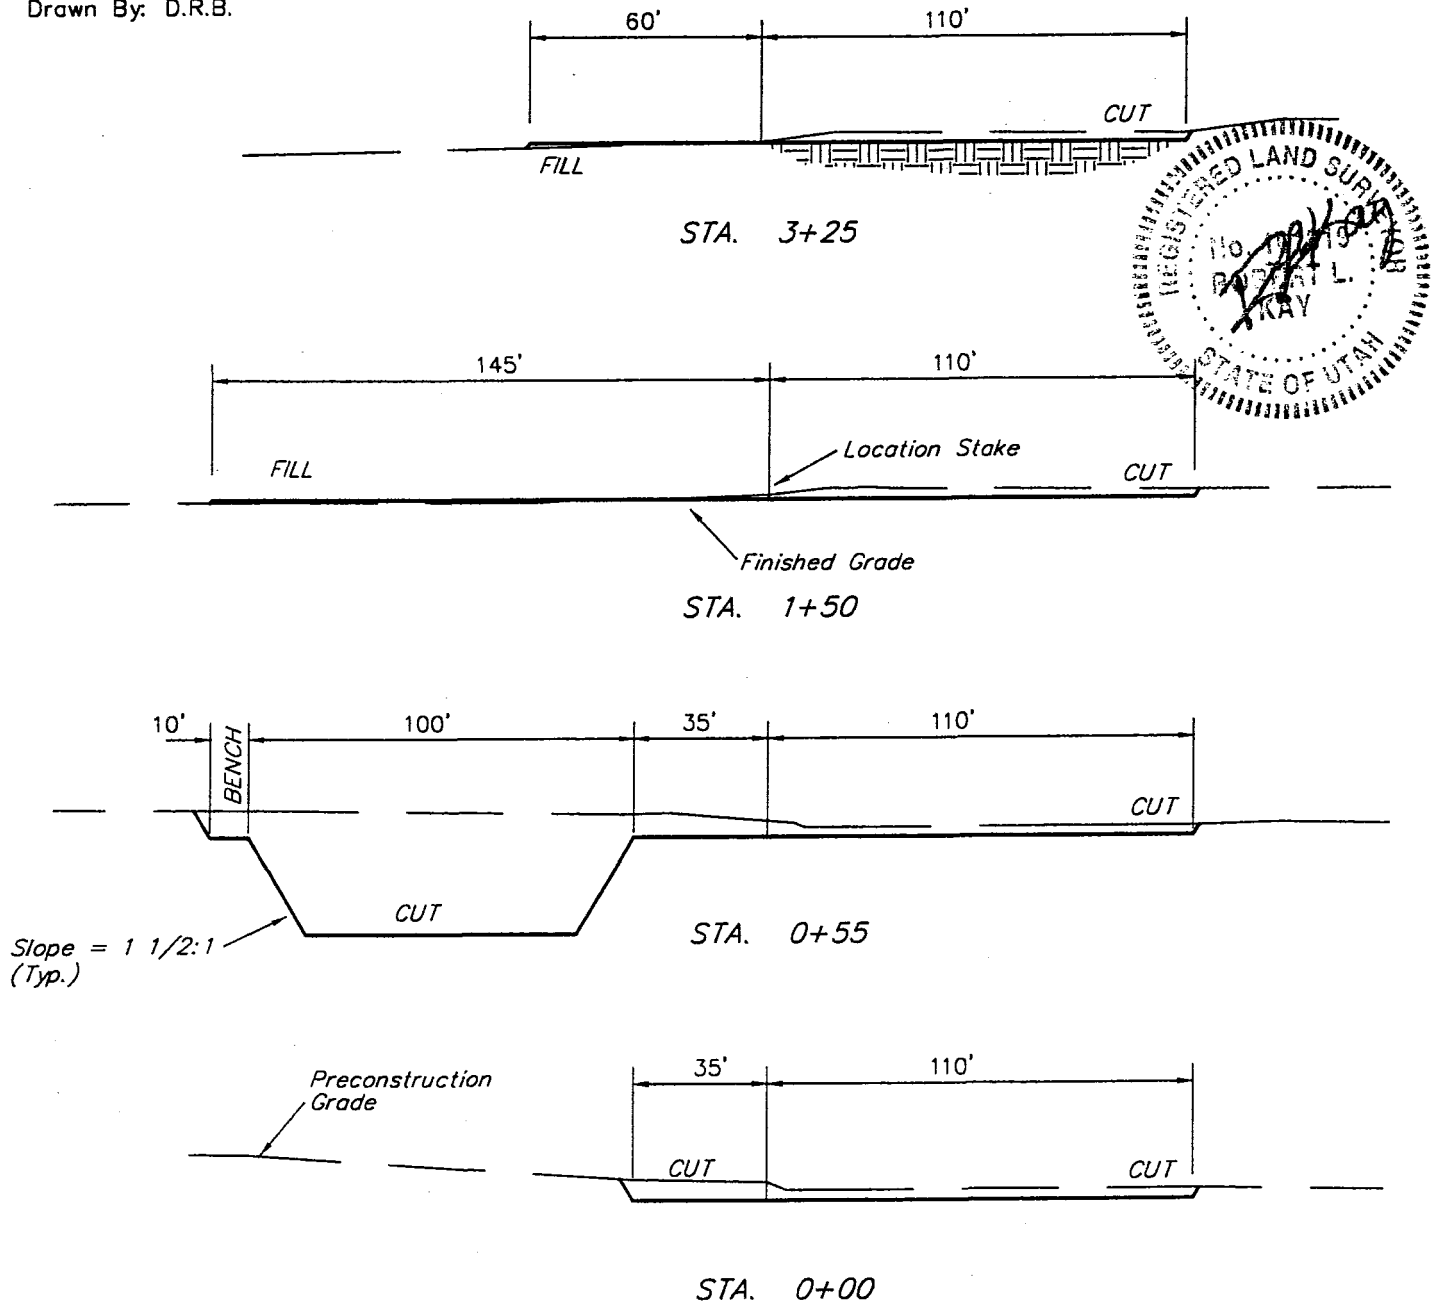 Drawn By: D.R.B.
60' 110'
CUT
FILL
STA. 3+25
REGISTERED LAND
No.
ROBERT L.
KAY
STATE OF UTAH
145' 110'
Location Stake
FILL
CUT
Finished Grade
STA. 1+50
10' 100' 35' 110'
BENCH
CUT
CUT
STA. 0+55
Slope = 1 1/2:1
(Typ.)
35' 110'
Preconstruction
Grade
CUT
CUT
STA. 0+00